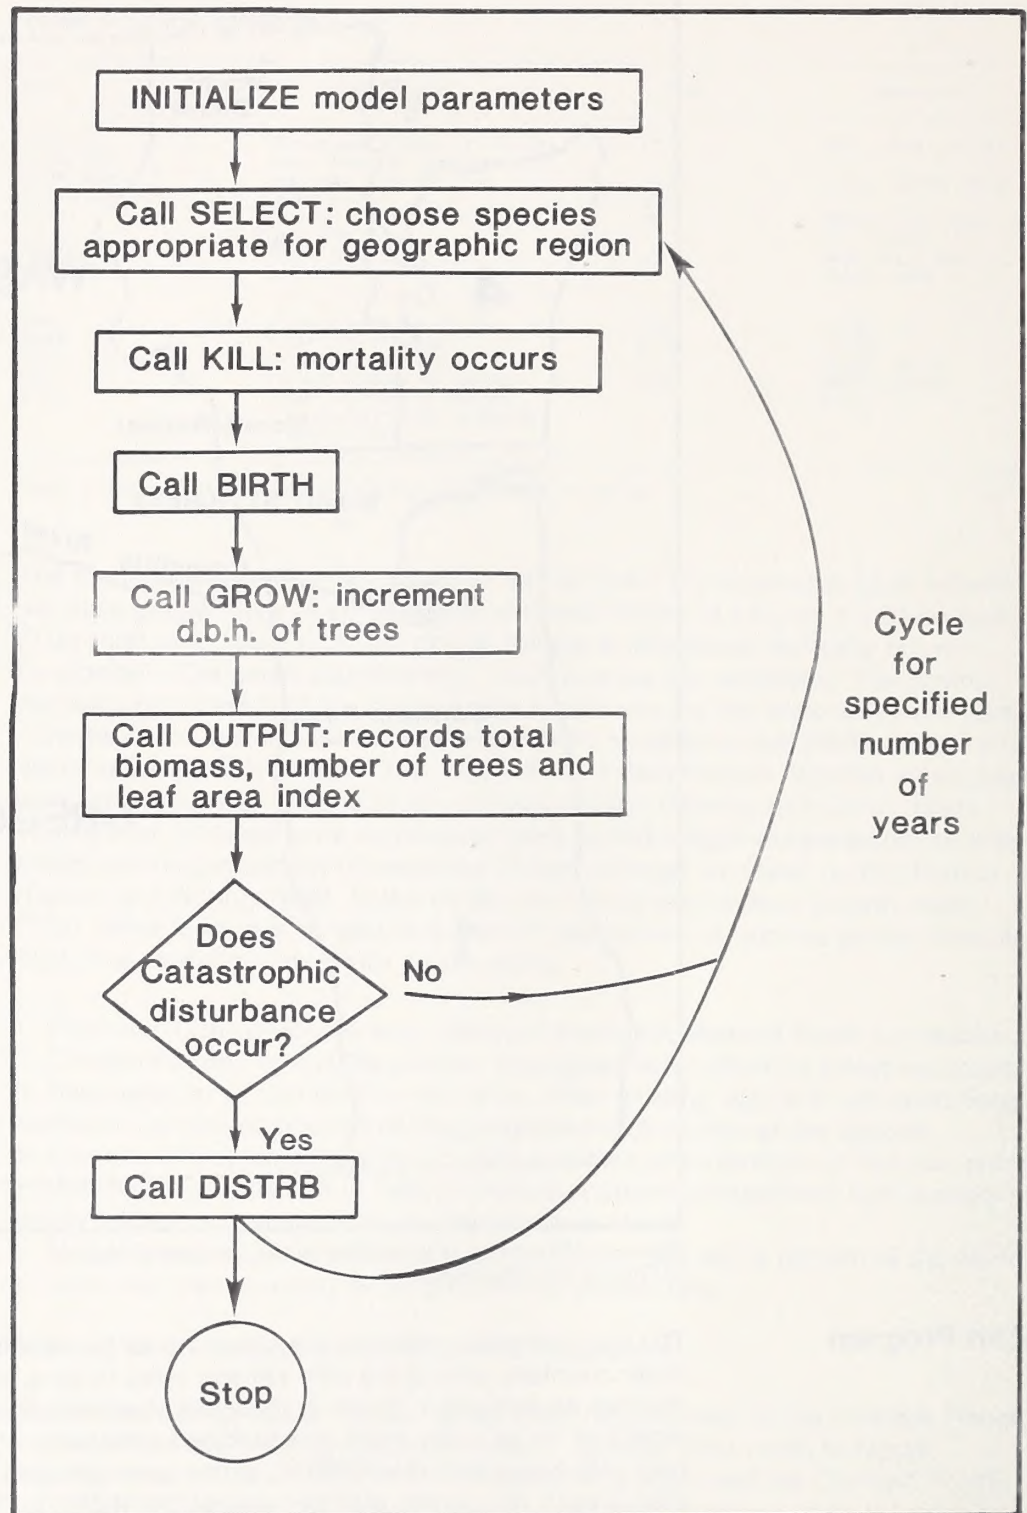 INITIALIZE model parameters
Call SELECT: choose species
appropriate for geographic region
Call KILL: mortality occurs
Call BIRTH
Call GROW: increment
d.b.h. of trees
Call OUTPUT: records total
biomass, number of trees and
leaf area index
Does
Catastrophic
disturbance
occur?
No
Yes
Call DISTRB
Stop
Cycle
for
specified
number
of
years